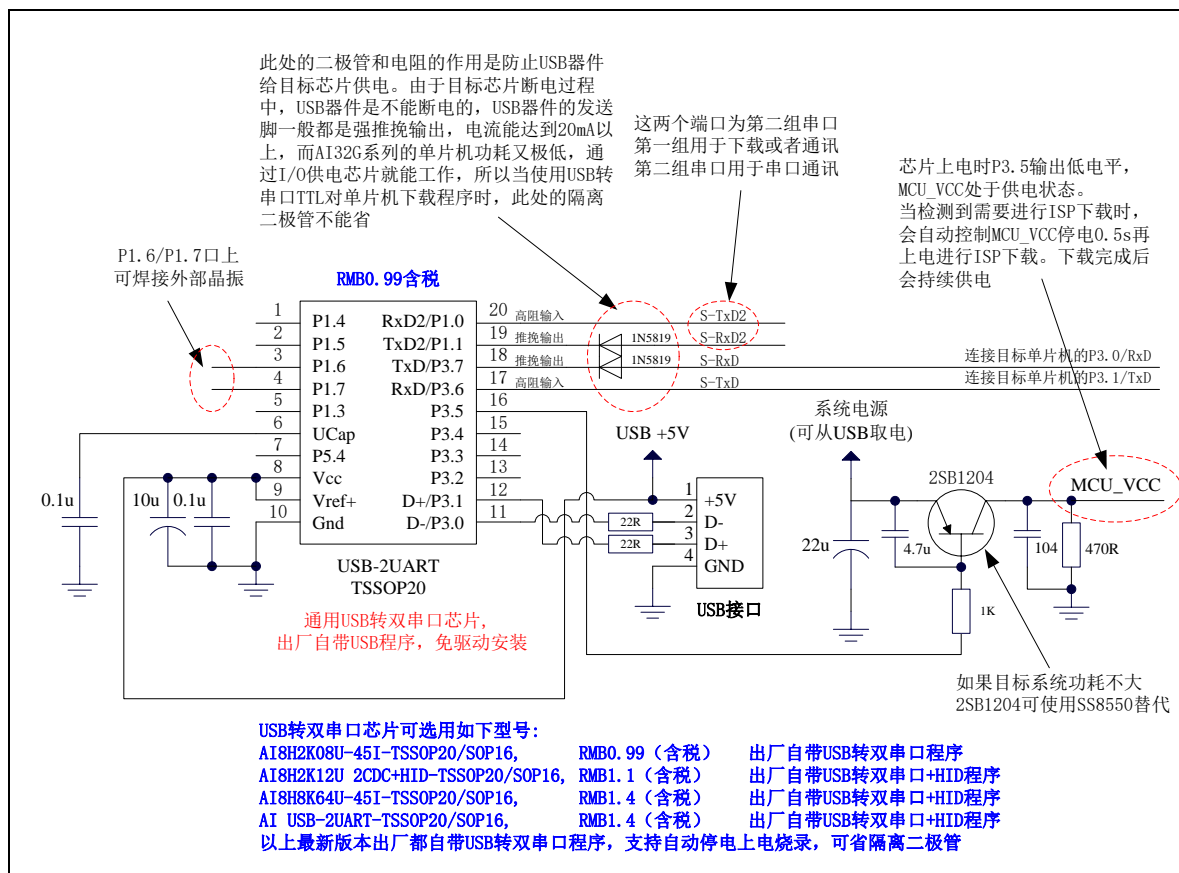 此处的二极管和电阻的作用是防止USB器件
给目标芯片供电。由于目标芯片断电过程
中，USB器件是不能断电的，USB器件的发送
脚一般都是强推挽输出，电流能达到20mA以
上，而AI32G系列的单片机功耗又极低，通
过I/O供电芯片就能工作，所以当使用USB转
串口TTL对单片机下载程序时，此处的隔离
二极管不能省
这两个端口为第二组串口
第一组用于下载或者通讯
第二组串口用于串口通讯
芯片上电时P3.5输出低电平，
MCU_VCC处于供电状态。
当检测到需要进行ISP下载时，
会自动控制MCU_VCC停电0.5s再
上电进行ISP下载。下载完成后
会持续供电
P1.6/P1.7口上
可焊接外部晶振
RMB0.99含税
1 P1.4 RxD2/P1.0 20 高阻输入 S-TxD2
2 P1.5 TxD2/P1.1 19 推挽输出 1N5819 S-RxD2
3 P1.6 TxD/P3.7 18 推挽输出 1N5819 S-RxD 连接目标单片机的P3.0/RxD
4 P1.7 RxD/P3.6 17 高阻输入 S-TxD 连接目标单片机的P3.1/TxD
5 P1.3 P3.5 16
6 UCap P3.4 15
7 P5.4 P3.3 14
8 Vcc P3.2 13
9 Vref+ D+/P3.1 12
10 Gnd D-/P3.0 11
0.1u
10u
0.1u
USB-2UART
TSSOP20
通用USB转双串口芯片,
出厂自带USB程序，免驱动安装
USB +5V
22R
22R
1 +5V
2 D-
3 D+
4 GND
USB接口
系统电源
(可从USB取电)
2SB1204
MCU_VCC
22u
4.7u
104
470R
1K
如果目标系统功耗不大
2SB1204可使用SS8550替代
USB转双串口芯片可选用如下型号:
AI8H2K08U-45I-TSSOP20/SOP16, RMB0.99（含税） 出厂自带USB转双串口程序
AI8H2K12U 2CDC+HID-TSSOP20/SOP16, RMB1.1（含税） 出厂自带USB转双串口+HID程序
AI8H8K64U-45I-TSSOP20/SOP16, RMB1.4（含税） 出厂自带USB转双串口+HID程序
AI USB-2UART-TSSOP20/SOP16, RMB1.4（含税） 出厂自带USB转双串口+HID程序
以上最新版本出厂都自带USB转双串口程序，支持自动停电上电烧录，可省隔离二极管